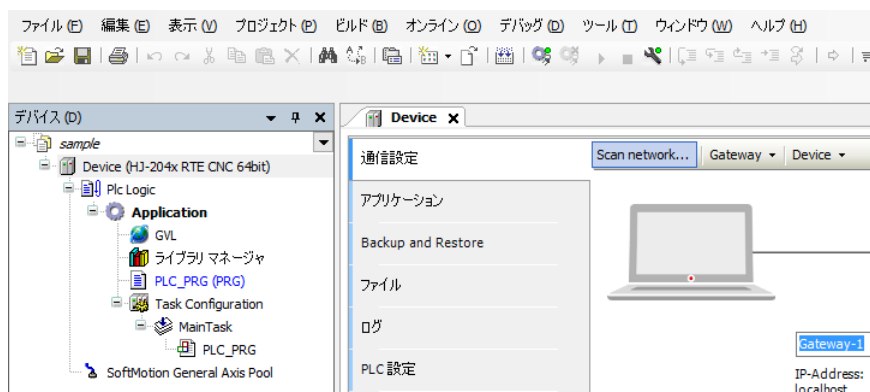 ファイル(F) 編集(E) 表示(V) プロジェクト(P) ビルド(B) オンライン(O) デバッグ(D) ツール(T) ウィンドウ(W) ヘルプ(H)
デバイス(D)
sample
Device (HJ-204x RTE CNC 64bit)
Plc Logic
Application
GVL
ライブラリ マネージャ
PLC_PRG (PRG)
Task Configuration
MainTask
PLC_PRG
SoftMotion General Axis Pool
Device
通信設定
アプリケーション
Backup and Restore
ファイル
ログ
PLC 設定
Scan network... Gateway Device
Gateway-1
IP-Address:
localhost